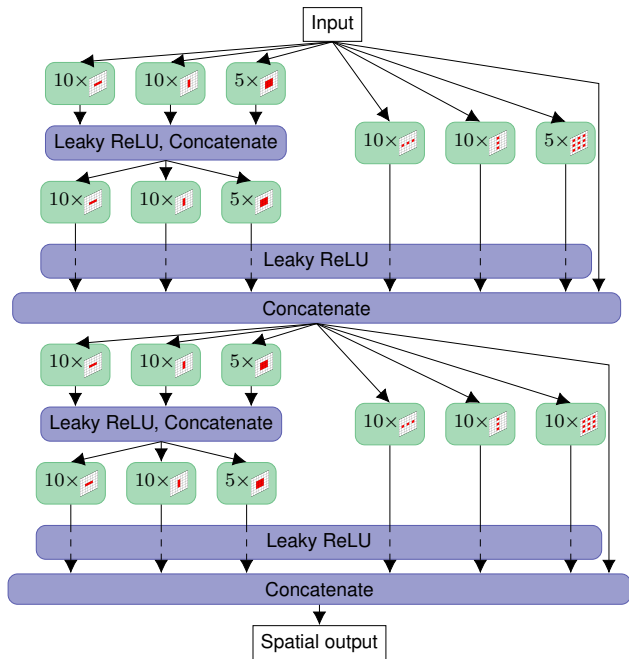 Input
10× 10× 5×
Leaky ReLU, Concatenate
10× 10× 5×
10× 10× 5×
Leaky ReLU
Concatenate
10× 10× 5×
Leaky ReLU, Concatenate
10× 10× 10×
10× 10× 5×
Leaky ReLU
Concatenate
Spatial output